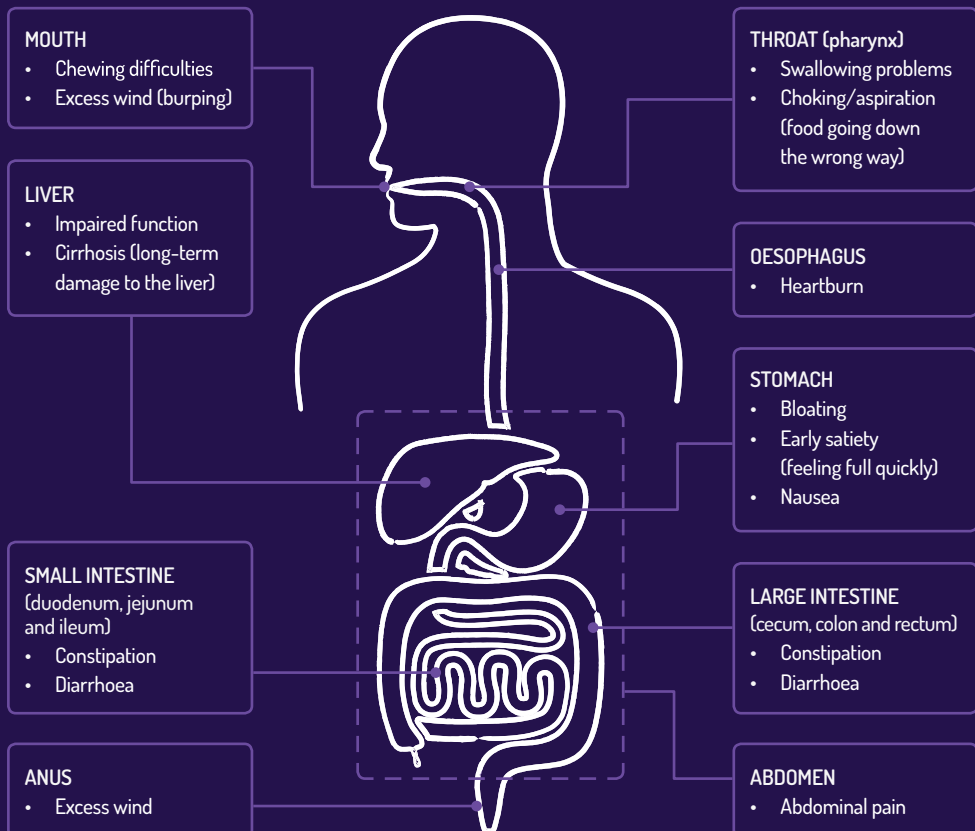 MOUTH
• Chewing difficulties
• Excess wind (burping)
LIVER
• Impaired function
• Cirrhosis (long-term
damage to the liver)
SMALL INTESTINE
(duodenum, jejunum
and ileum)
• Constipation
• Diarrhoea
ANUS
• Excess wind
THROAT (pharynx)
• Swallowing problems
• Choking/aspiration
(food going down
the wrong way)
OESOPHAGUS
• Heartburn
STOMACH
• Bloating
• Early satiety
(feeling full quickly)
• Nausea
LARGE INTESTINE
(cecum, colon and rectum)
• Constipation
• Diarrhoea
ABDOMEN
• Abdominal pain